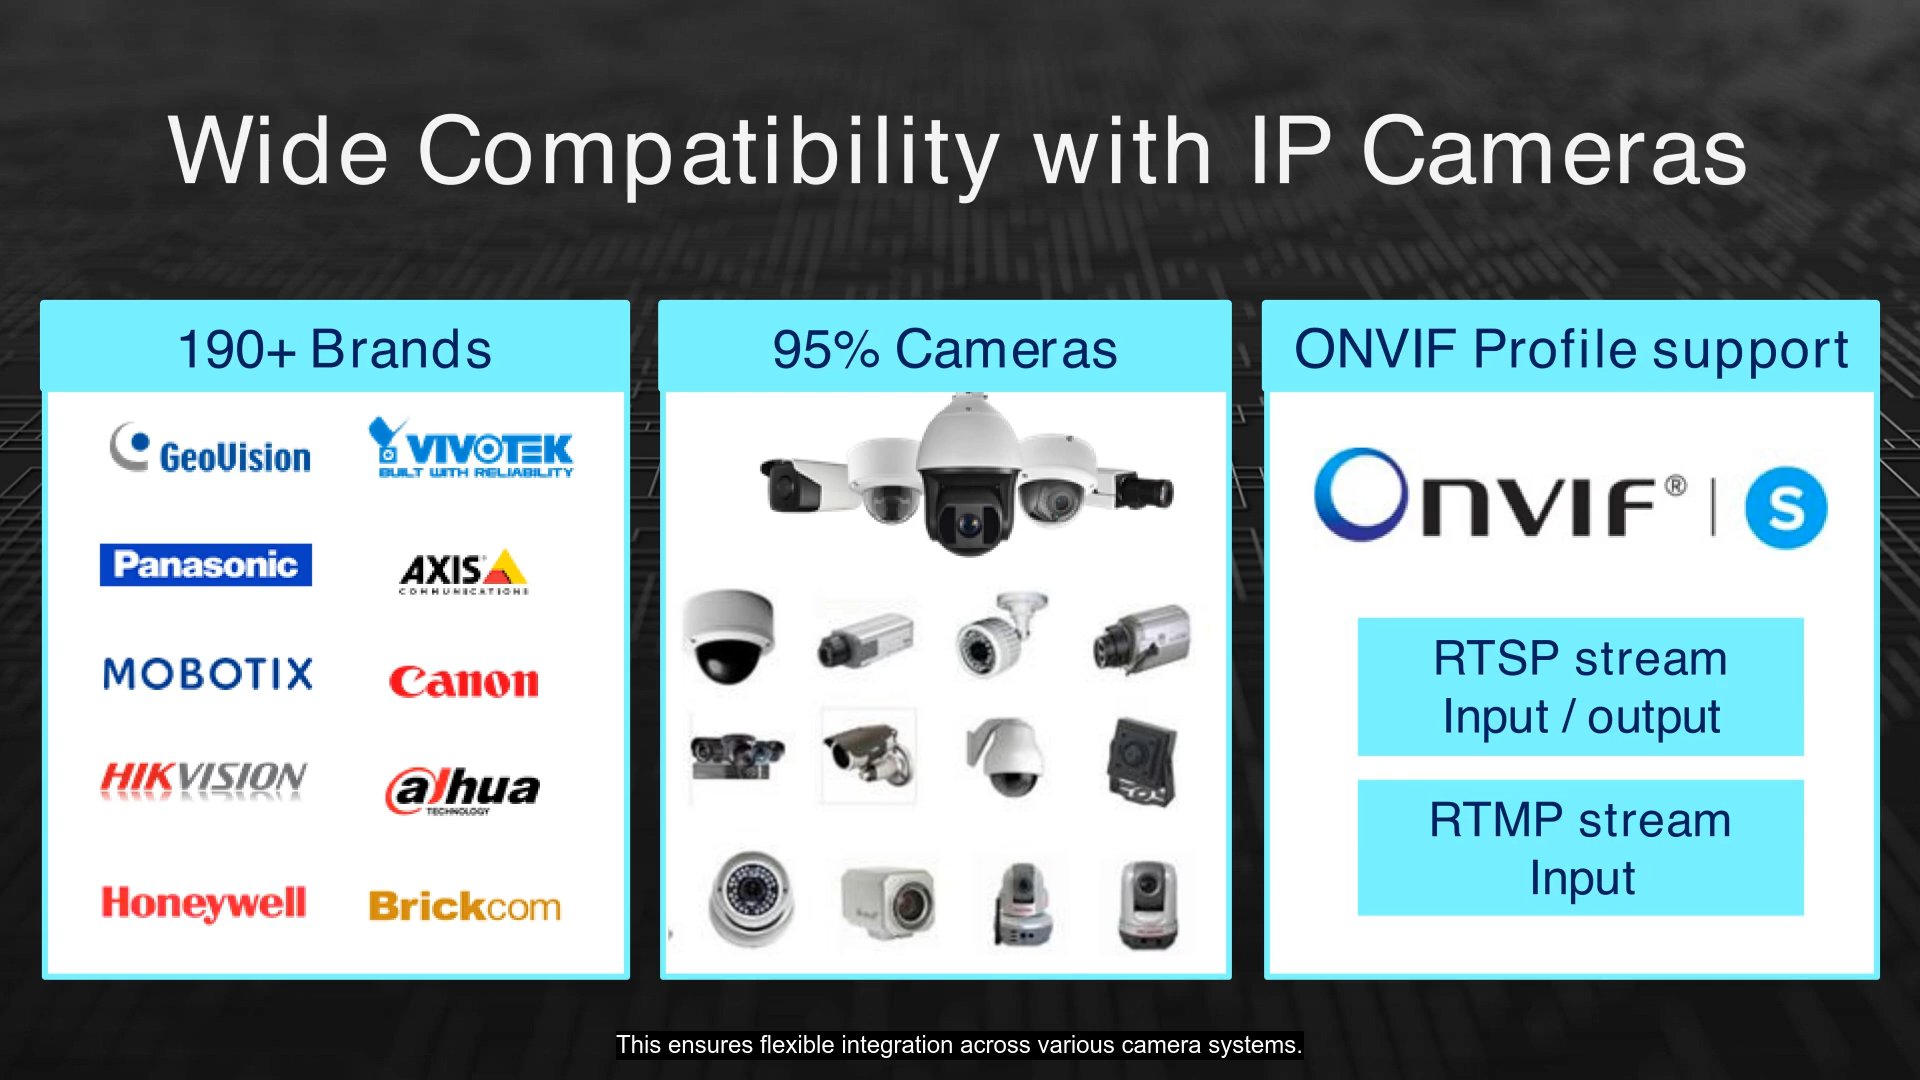 Wide Compatibility with IP Cameras
190+ Brands
GeoVision
VIVOTEK
BUILT WITH RELIABILITY
Panasonic
AXIS
COMMUNICATIONS
MOBOTIX
Canon
HIKVISION
alhua
TECHNOLOGY
Honeywell
Brickcom
95% Cameras
ONVIF Profile support
ONVIF® | S
RTSP stream
Input / output
RTMP stream
Input
This ensures flexible integration across various camera systems.